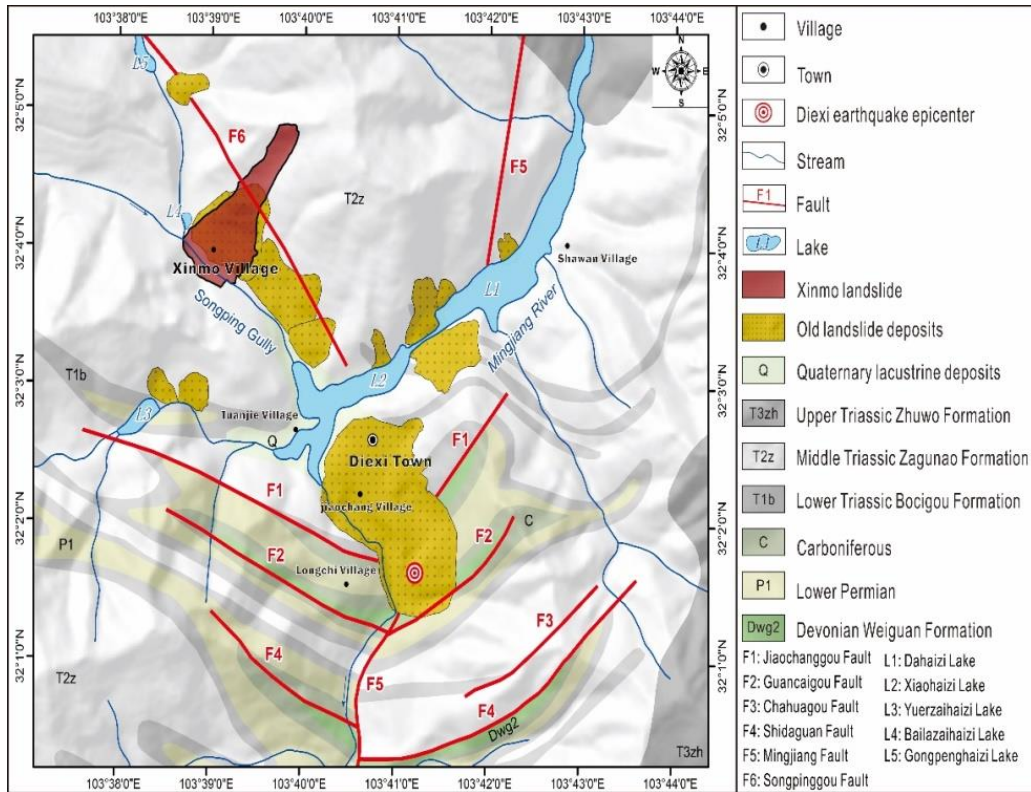 103°38'0"E 103°39'0"E 103°40'0"E 103°41'0"E 103°42'0"E 103°43'0"E 103°44'0"E
32°5'0"N
32°4'0"N
32°3'0"N
32°2'0"N
32°1'0"N
N
W E
S
L5
F6
F5
T2z
L4
Xinmo Village
Shawan Village
L1
Songping Gully
Mingjiang River
L2
T1b
L3
Tuanjie Village
Q
Diexi Town
F1
F1
jiaochang Village
F2
F2
C
P1
Longchi Village
F3
F4
F5
F4
T2z
Dwg2
T3zh
32°5'0"N
32°4'0"N
32°3'0"N
32°2'0"N
32°1'0"N
103°38'0"E 103°39'0"E 103°40'0"E 103°41'0"E 103°42'0"E 103°43'0"E 103°44'0"E
Village
Town
Diexi earthquake epicenter
Stream
F1 Fault
L1 Lake
Xinmo landslide
Old landslide deposits
Q Quaternary lacustrine deposits
T3zh Upper Triassic Zhuwo Formation
T2z Middle Triassic Zagunao Formation
T1b Lower Triassic Bocigou Formation
C Carboniferous
P1 Lower Permian
Dwg2 Devonian Weiguan Formation
F1: Jiaochanggou Fault L1: Dahaizi Lake
F2: Guancaigou Fault L2: Xiaohaizi Lake
F3: Chahuagou Fault L3: Yuerzaihaizi Lake
F4: Shidaguan Fault L4: Bailazaihaizi Lake
F5: Mingjiang Fault L5: Gongpenghaizi Lake
F6: Songpinggou Fault